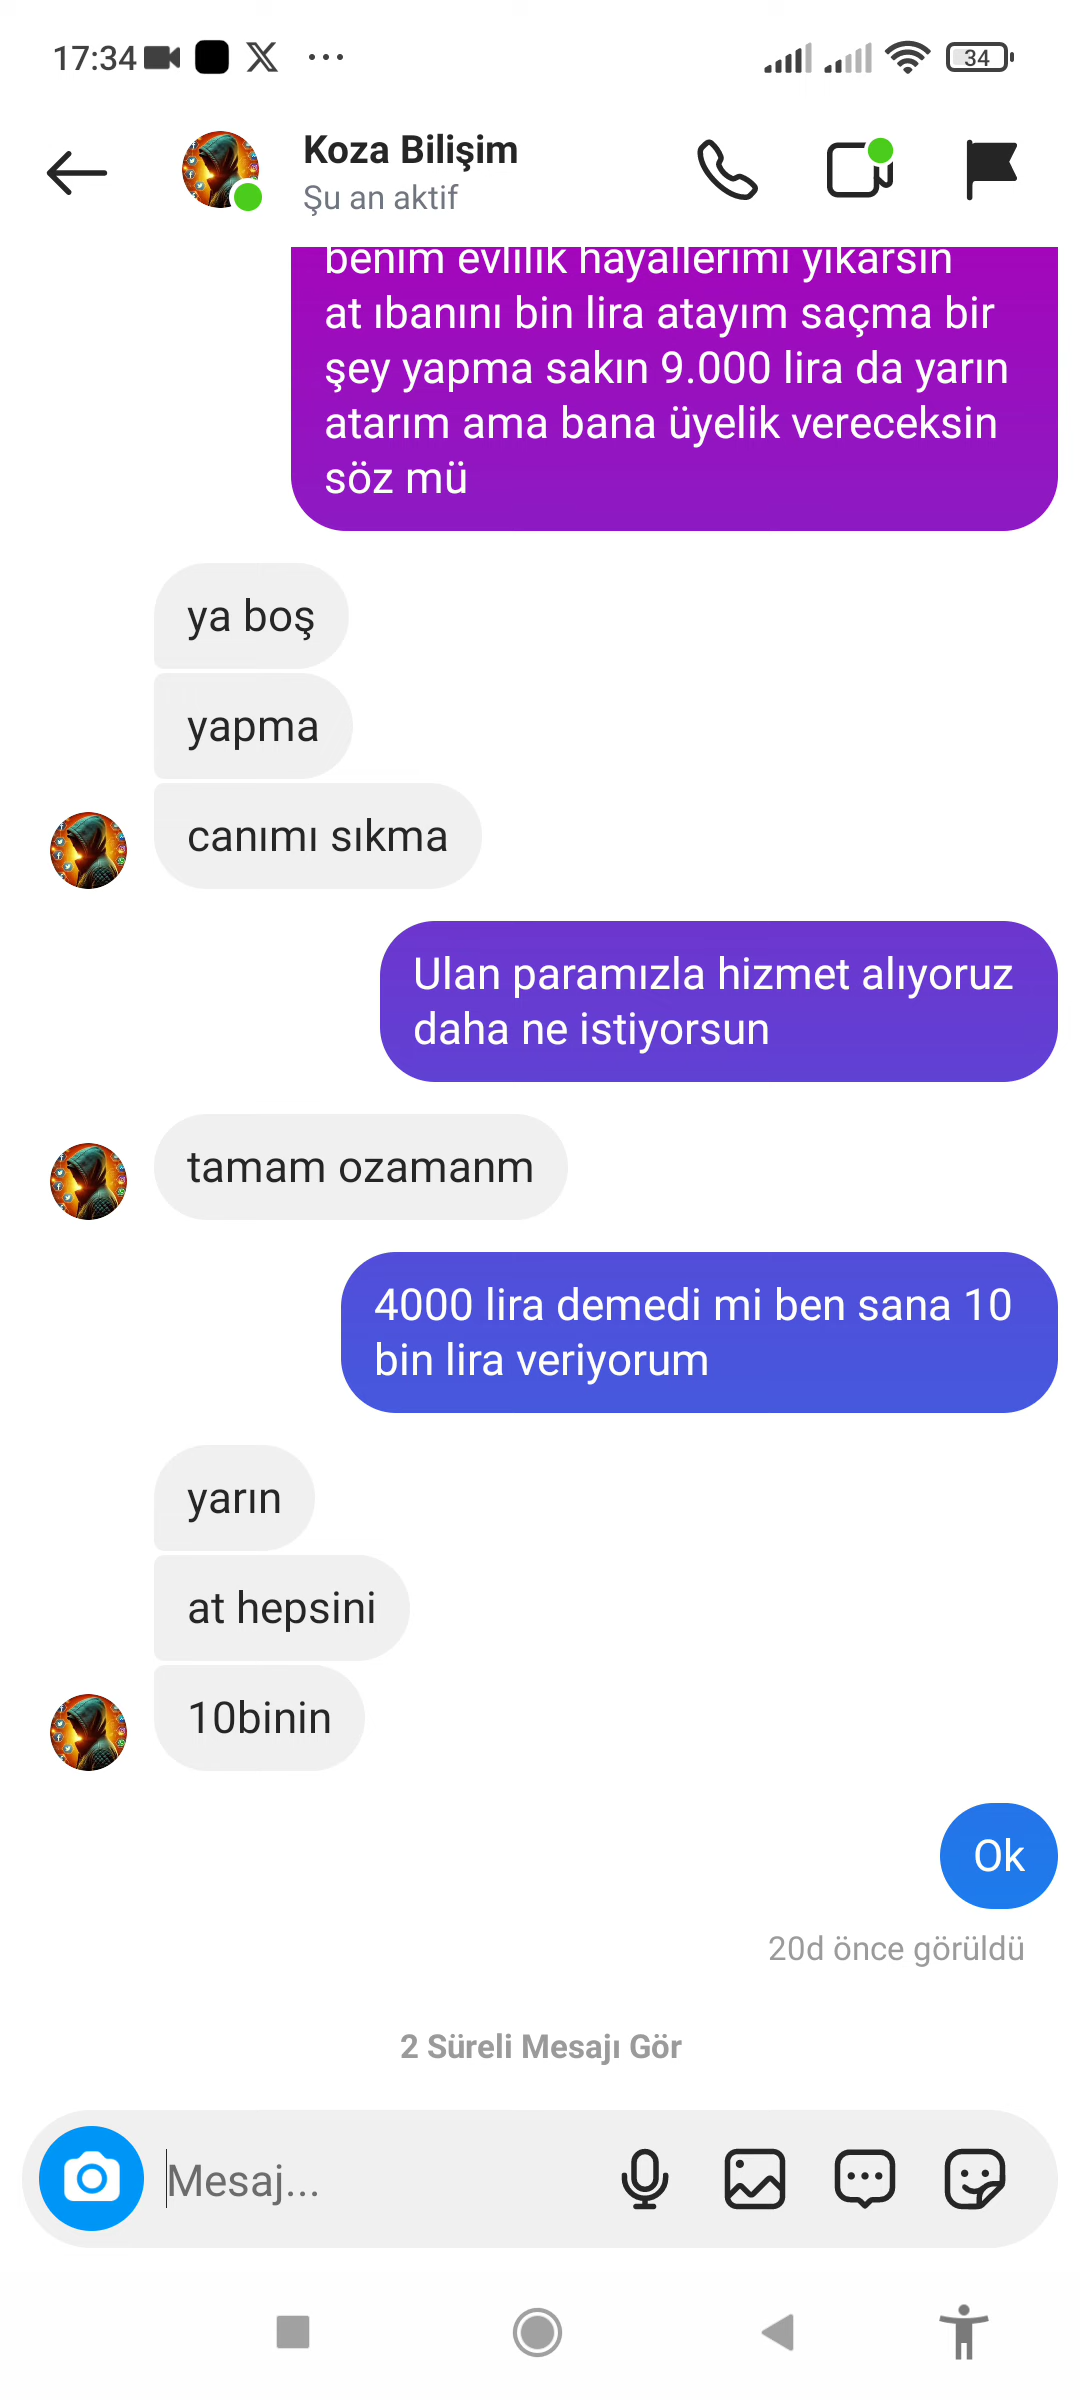 17:34
34
Koza Bilişim
Şu an aktif
benim evlilik hayallerimi yıkarsın
at ıbanını bin lira atayım saçma bir
şey yapma sakın 9.000 lira da yarın
atarım ama bana üyelik vereceksin
söz mü
ya boş
yapma
canımı sıkma
Ulan paramızla hizmet alıyoruz
daha ne istiyorsun
tamam ozamanm
4000 lira demedi mi ben sana 10
bin lira veriyorum
yarın
at hepsini
10binin
Ok
20d önce görüldü
2 Süreli Mesajı Gör
Mesaj...